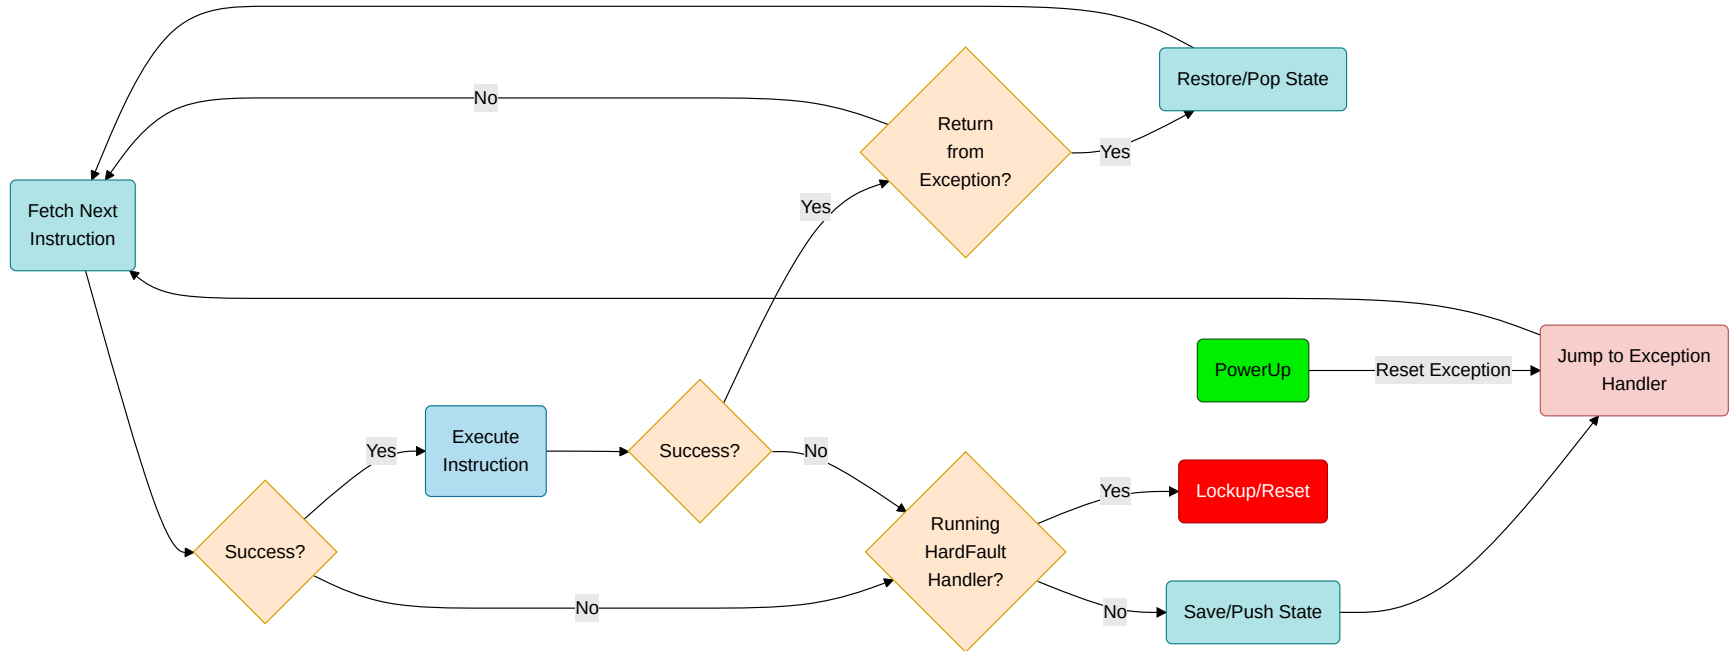 Restore/Pop State
No
Return
from
Exception?
Yes
Yes
Fetch Next
Instruction
PowerUp
Reset Exception
Jump to Exception
Handler
Yes
Execute
Instruction
Success?
No
Success?
Running
HardFault
Handler?
Yes
Lockup/Reset
No
No
Save/Push State